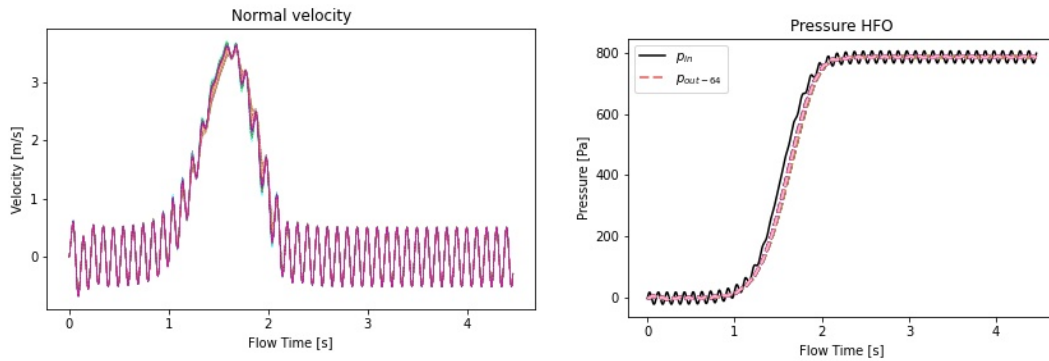 Normal velocity
Velocity [m/s]
3
2
1
0
0
1
2
3
4
Flow Time [s]
Pressure HFO
p_in
p_out−64
Pressure [Pa]
800
600
400
200
0
0
1
2
3
4
Flow Time [s]